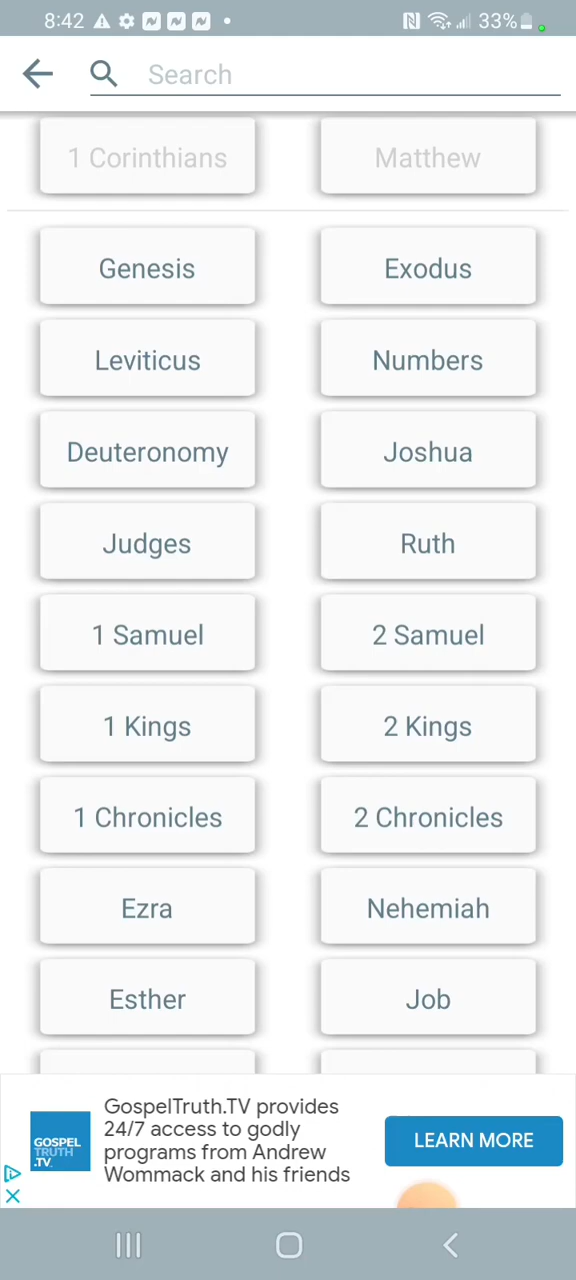 8:42
33%
Search
1 Corinthians
Matthew
Genesis
Exodus
Leviticus
Numbers
Deuteronomy
Joshua
Judges
Ruth
1 Samuel
2 Samuel
1 Kings
2 Kings
1 Chronicles
2 Chronicles
Ezra
Nehemiah
Esther
Job
GOSPEL
TRUTH
.TV
GospelTruth.TV provides
24/7 access to godly
programs from Andrew
Wommack and his friends
LEARN MORE